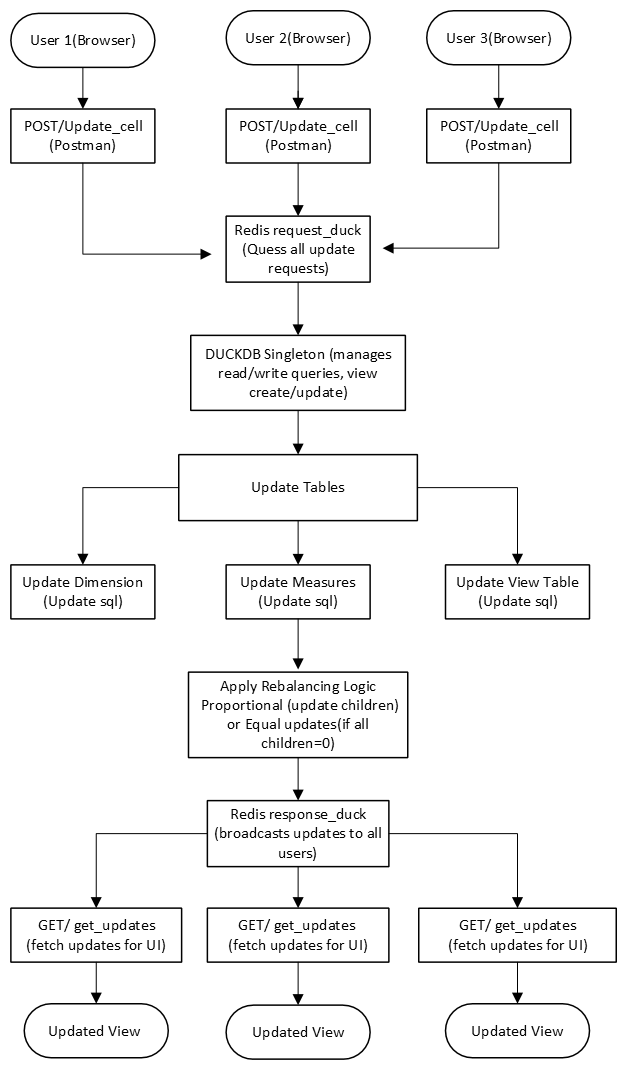 User 1(Browser)
User 2(Browser)
User 3(Browser)
POST/Update_cell
(Postman)
POST/Update_cell
(Postman)
POST/Update_cell
(Postman)
Redis request_duck
(Quess all update
requests)
DUCKDB Singleton (manages
read/write queries, view
create/update)
Update Tables
Update Dimension
(Update sql)
Update Measures
(Update sql)
Update View Table
(Update sql)
Apply Rebalancing Logic
Proportional (update children)
or Equal updates(if all
children=0)
Redis response_duck
(broadcasts updates to all
users)
GET/ get_updates
(fetch updates for UI)
GET/ get_updates
(fetch updates for UI)
GET/ get_updates
(fetch updates for UI)
Updated View
Updated View
Updated View